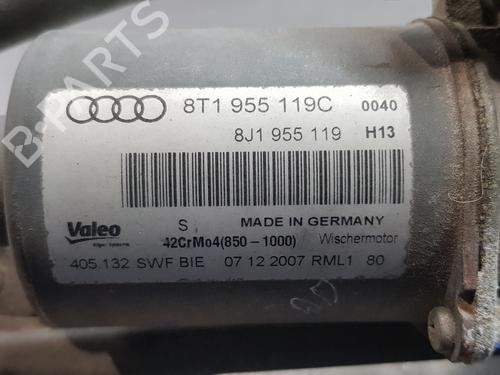 B-PARTS
8T1 955 119C 0040
8J1 955 119 H13
Valeo S MADE IN GERMANY
42CrMo4(850-1000) Wischermotor
405.132 SWF BIE 07 12 2007 RML1 80